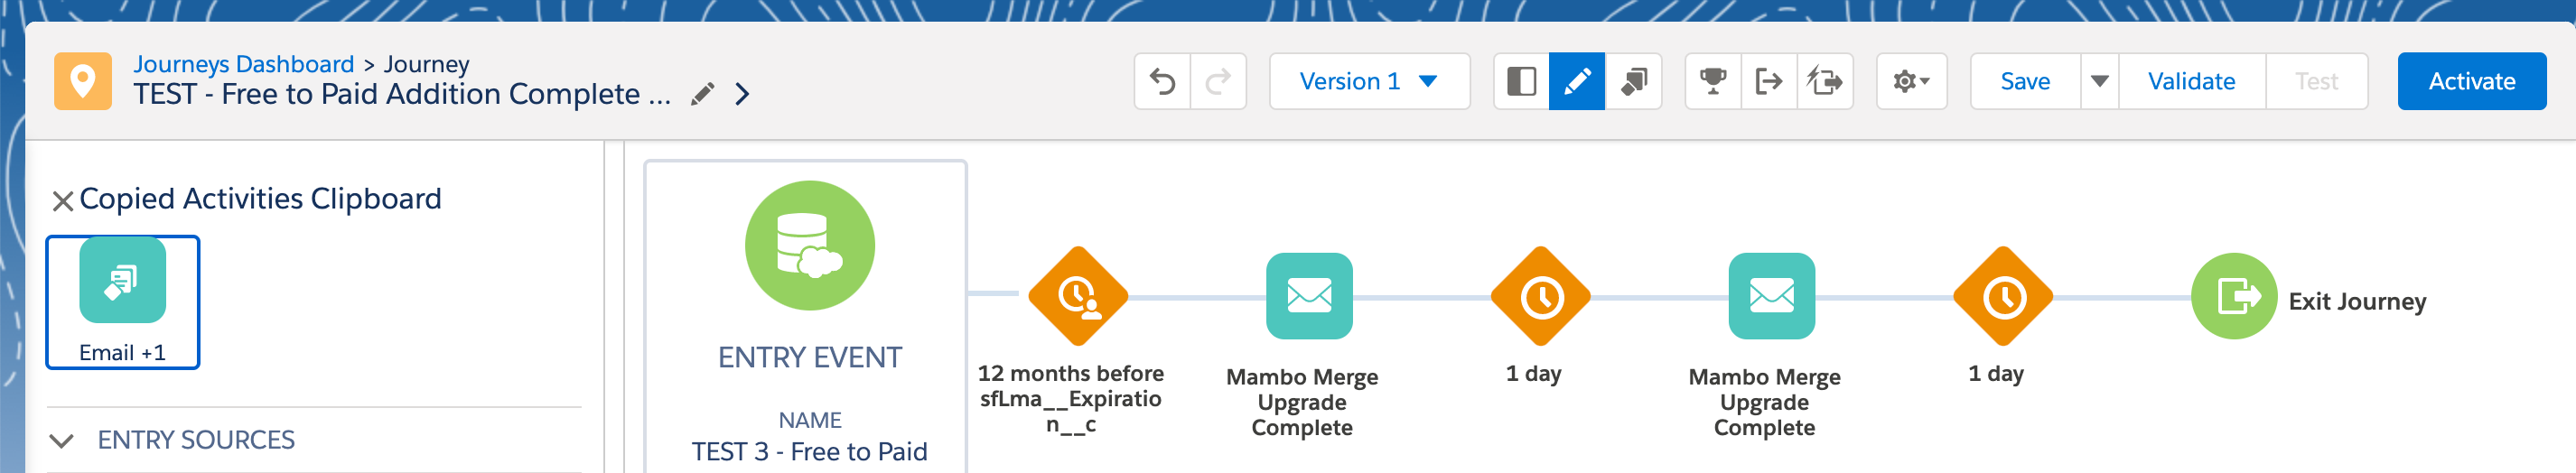 Journeys Dashboard > Journey
TEST - Free to Paid Addition Complete ...
Version 1
Save
Validate
Test
Activate
Copied Activities Clipboard
Email +1
ENTRY SOURCES
ENTRY EVENT
NAME
TEST 3 - Free to Paid
12 months before
sfLma__Expiratio
n__c
Mambo Merge
Upgrade
Complete
1 day
Mambo Merge
Upgrade
Complete
1 day
Exit Journey